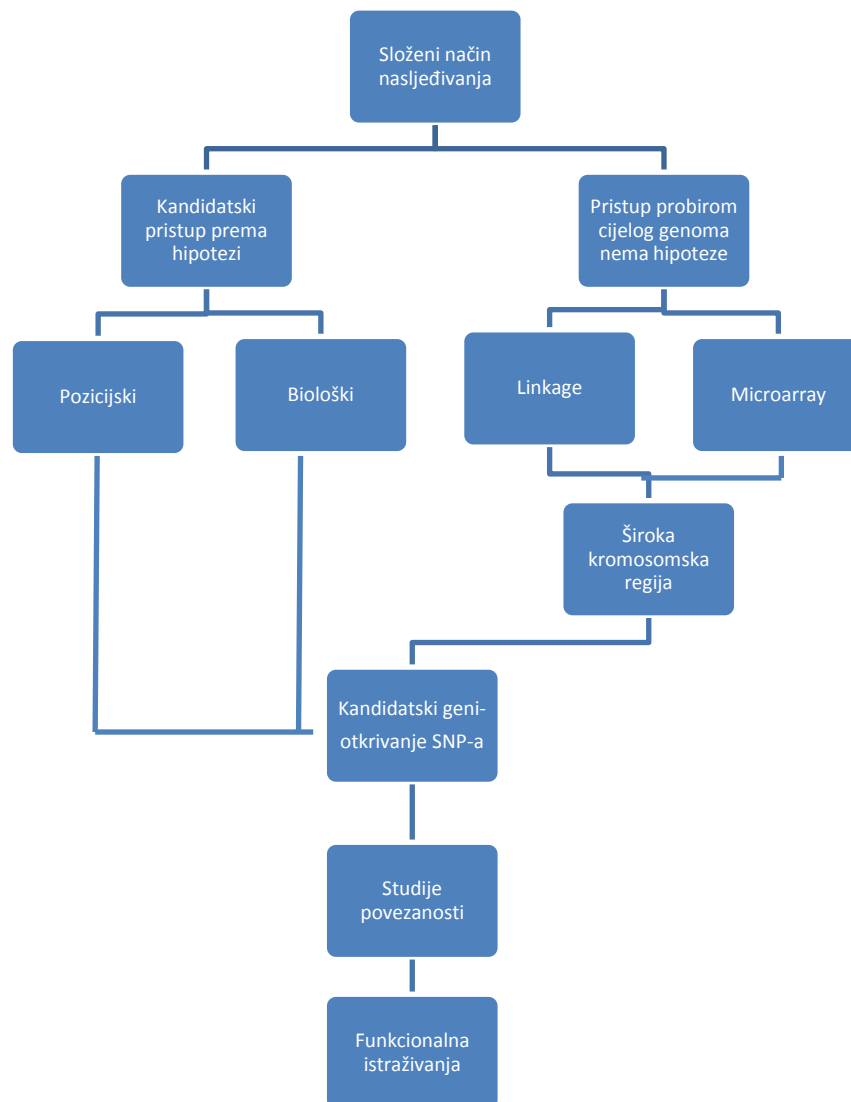 Složeni način
nasljeđivanja
Kandidatski
pristup prema
hipotezi
Pristup probirom
cijelog genoma
nema hipoteze
Pozicijski
Biološki
Linkage
Microarray
Široka
kromosomska
regija
Kandidatski geni-
otkrivanje SNP-a
Studije
povezanosti
Funkcionalna
istraživanja